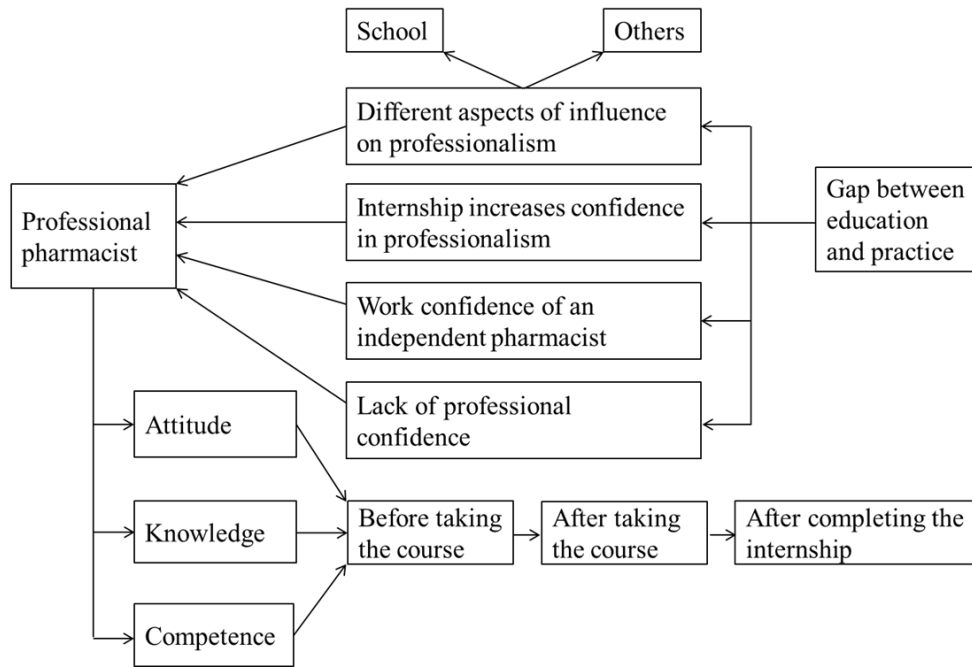 School
Others
Different aspects of influence
on professionalism
Professional
pharmacist
Internship increases confidence
in professionalism
Gap between
education
and practice
Work confidence of an
independent pharmacist
Lack of professional
confidence
Attitude
Knowledge
Competence
Before taking
the course
After taking
the course
After completing the
internship